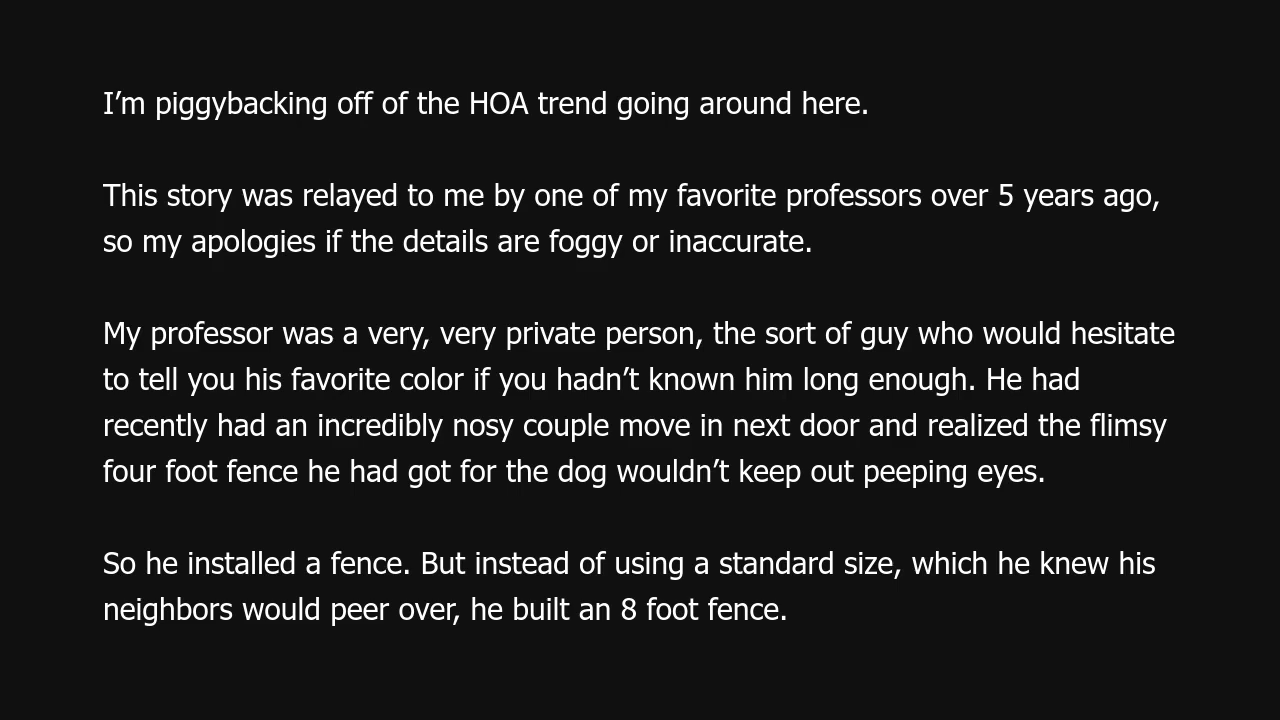 I’m piggybacking off of the HOA trend going around here.
This story was relayed to me by one of my favorite professors over 5 years ago,
so my apologies if the details are foggy or inaccurate.
My professor was a very, very private person, the sort of guy who would hesitate
to tell you his favorite color if you hadn’t known him long enough. He had
recently had an incredibly nosy couple move in next door and realized the flimsy
four foot fence he had got for the dog wouldn’t keep out peeping eyes.
So he installed a fence. But instead of using a standard size, which he knew his
neighbors would peer over, he built an 8 foot fence.